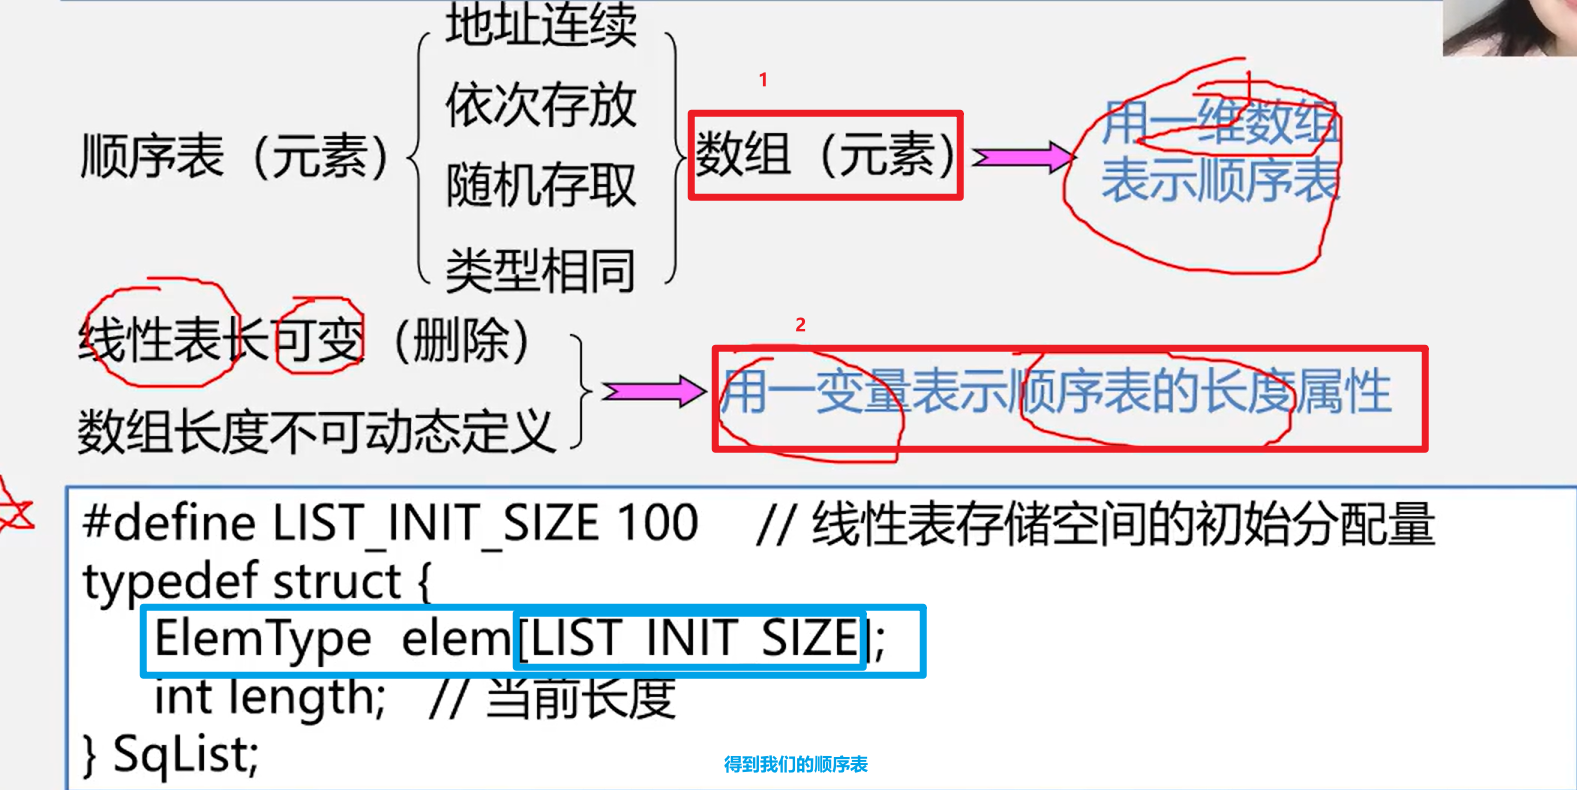 地址连续
依次存放
顺序表（元素）
随机存取
类型相同
1
数组（元素）
用一维数组
表示顺序表
线性表长可变（删除）
数组长度不可动态定义
2
用一变量表示顺序表的长度属性
#define LIST_INIT_SIZE 100 // 线性表存储空间的初始分配量
typedef struct {
ElemType elem[LIST_INIT_SIZE];
int length; // 当前长度
} SqList;
得到我们的顺序表